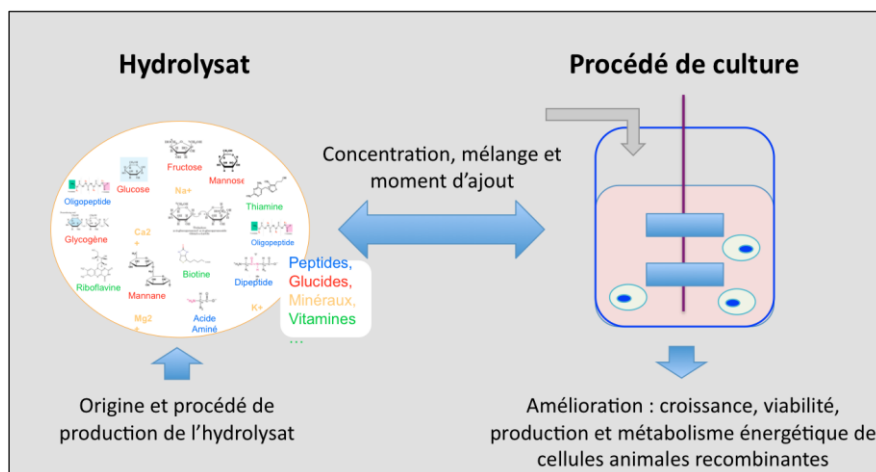 Hydrolysat
Procédé de culture
Fructose
Mannose
Glucose
Na+
Thiamine
Oligopeptide
Glycogène
Ca2
+
Oligopeptide
Biotine
Riboflavine
Mannane
Dipeptide
Mg2
+
Acide
Aminé
K+
Peptides,
Glucides,
Minéraux,
Vitamines
...
Concentration, mélange et
moment d'ajout
Origine et procédé de
production de l'hydrolysat
Amélioration : croissance, viabilité,
production et métabolisme énergétique de
cellules animales recombinantes